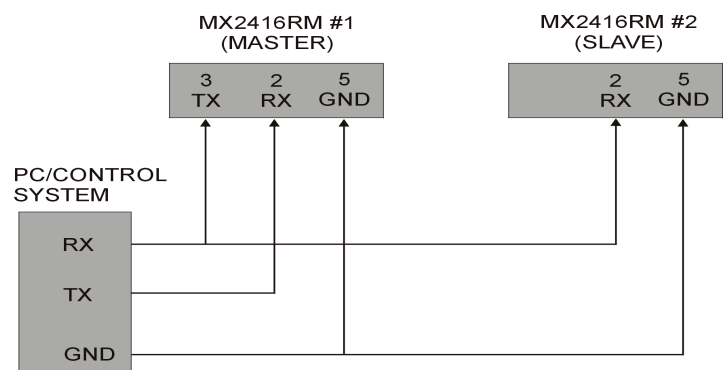 MX2416RM #1
(MASTER)
MX2416RM #2
(SLAVE)
3 2 5
TX RX GND
2 5
RX GND
PC/CONTROL
SYSTEM
RX
TX
GND